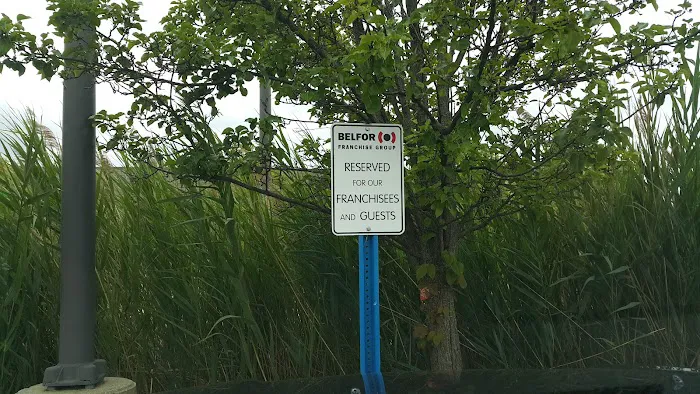 BELFOR
FRANCHISE GROUP
RESERVED
FOR OUR
FRANCHISEES
AND GUESTS